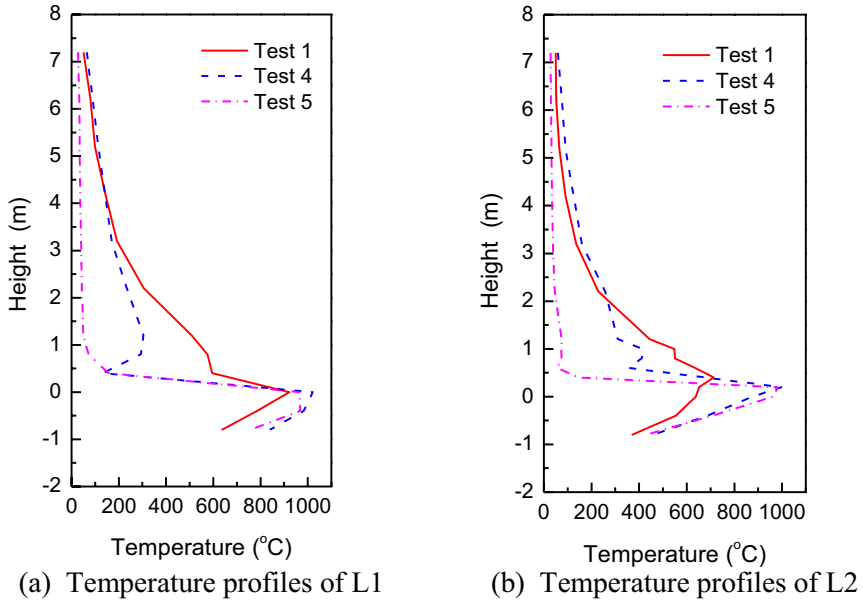 8
7
6
5
4
3
2
1
0
-1
-2
Height (m)
Test 1
Test 4
Test 5
0 200 400 600 800 1000
Temperature (°C)
(a) Temperature profiles of L1
8
7
6
5
4
3
2
1
0
-1
-2
Height (m)
Test 1
Test 4
Test 5
0 200 400 600 800 1000
Temperature (°C)
(b) Temperature profiles of L2